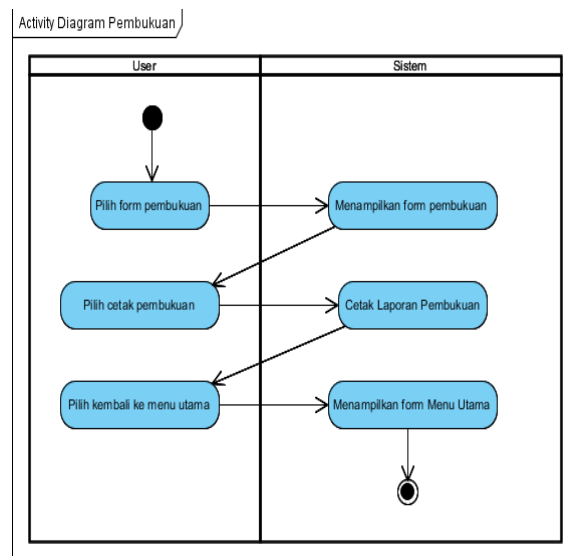 Activity Diagram Pembukuan
User
Sistem
Pilih form pembukuan
Menampilkan form pembukuan
Pilih cetak pembukuan
Cetak Laporan Pembukuan
Pilih kembali ke menu utama
Menampilkan form Menu Utama